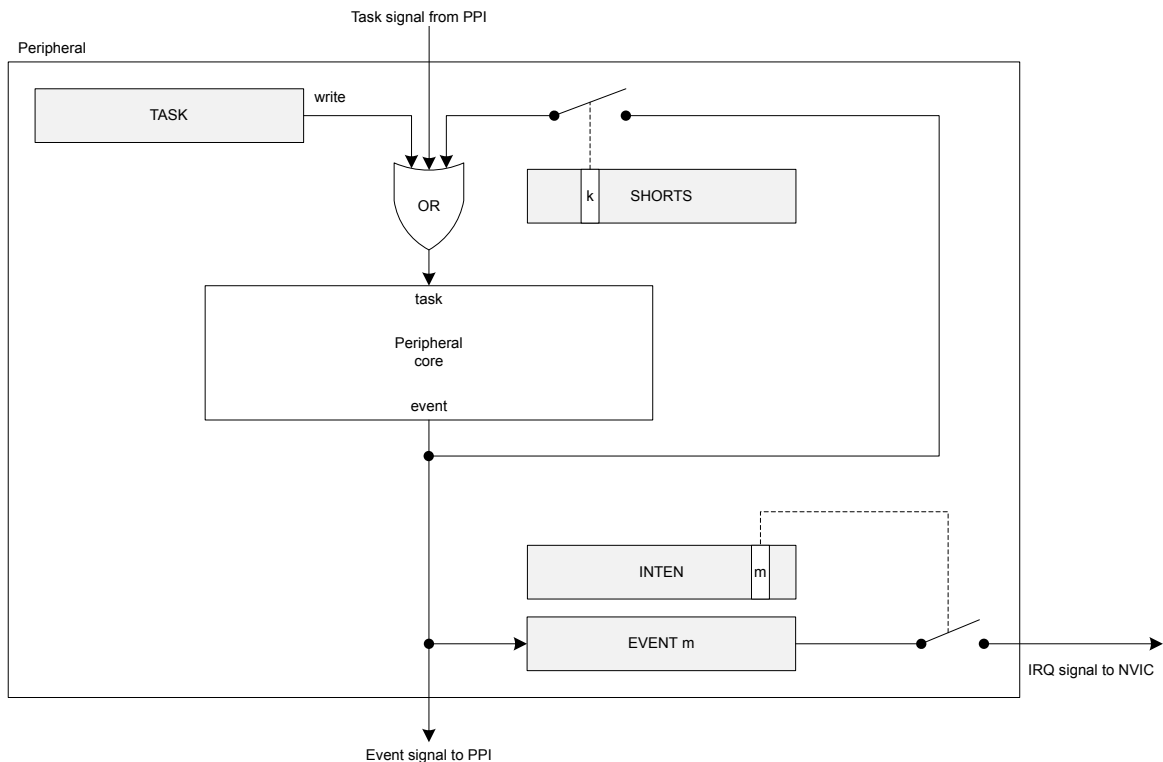 Task signal from PPI
Peripheral
write
TASK
OR
k
SHORTS
task
Peripheral
core
event
INTEN
m
EVENT m
IRQ signal to NVIC
Event signal to PPI